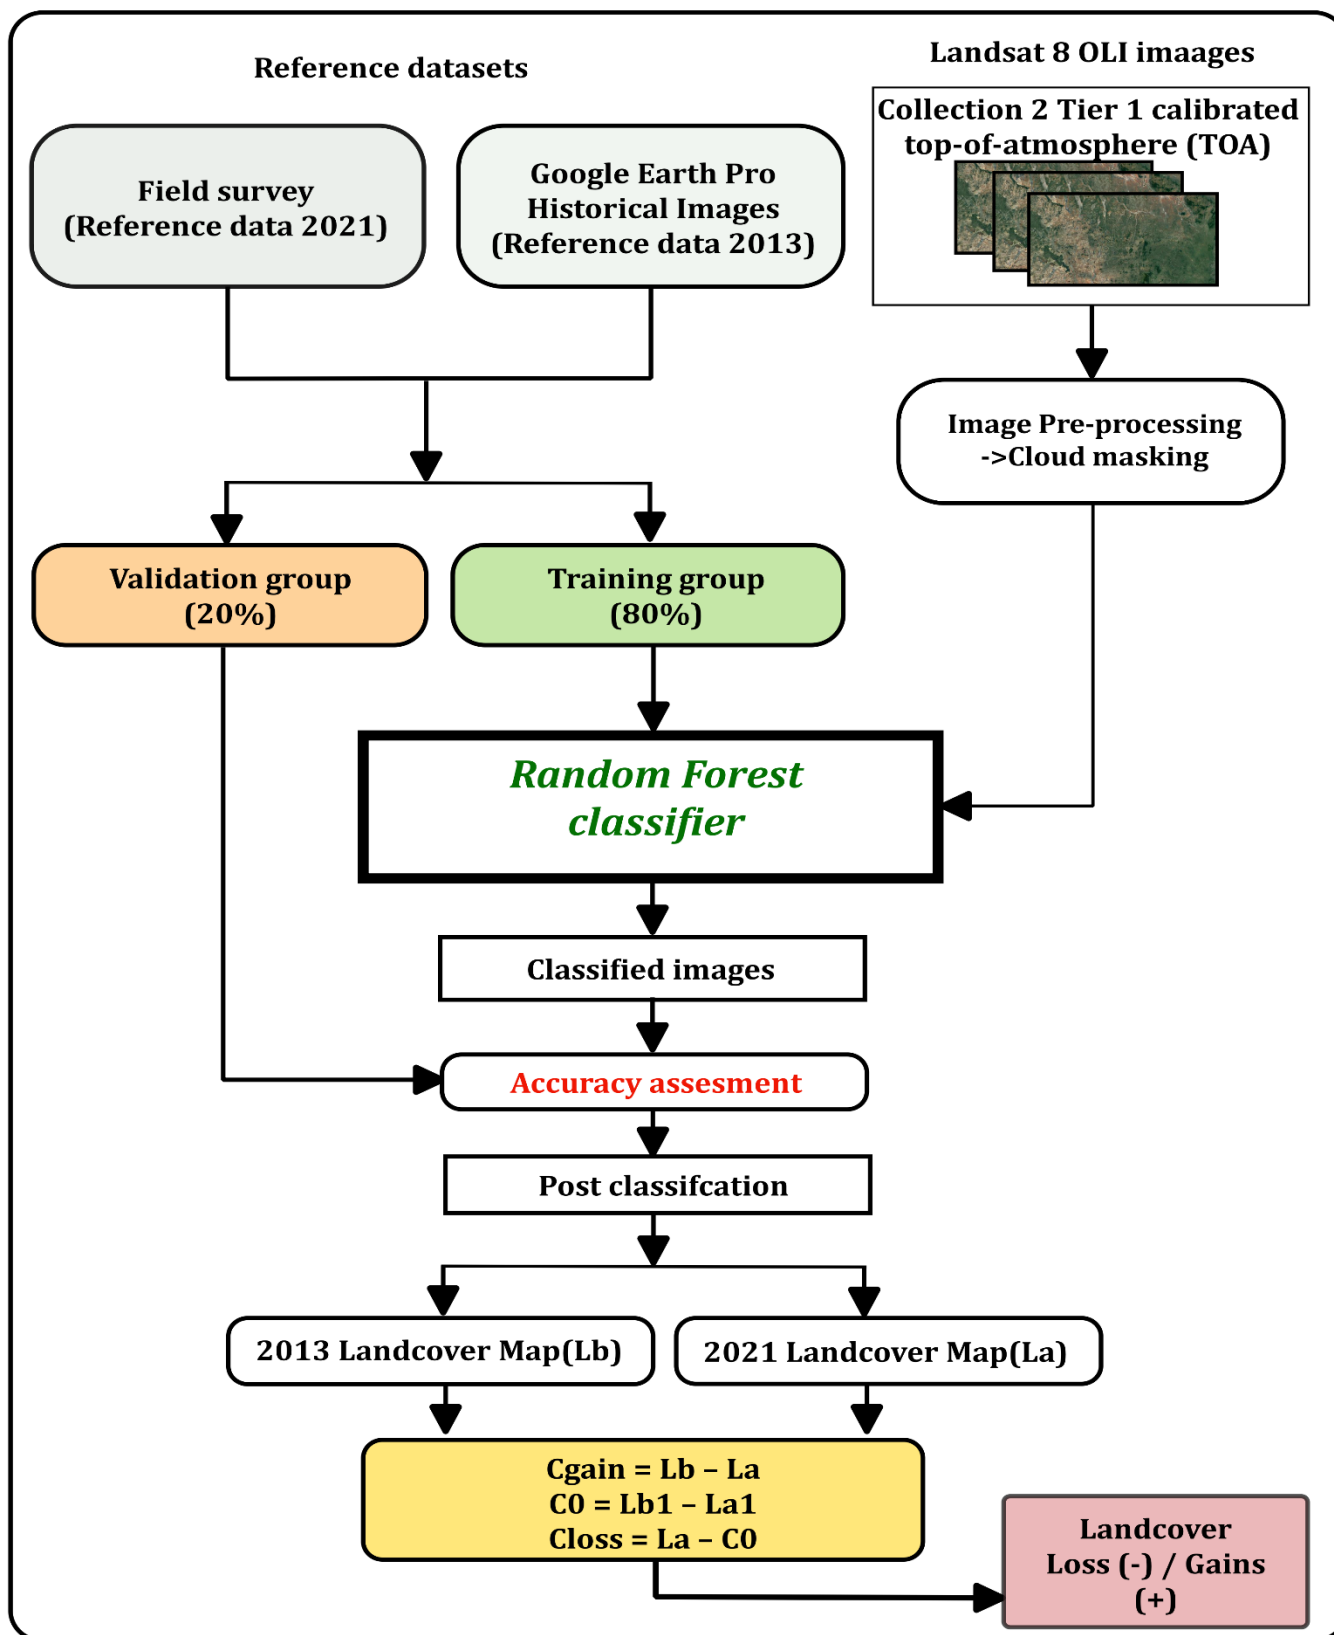 Reference datasets
Landsat 8 OLI imaages
Collection 2 Tier 1 calibrated
top-of-atmosphere (TOA)
Field survey
(Reference data 2021)
Google Earth Pro
Historical Images
(Reference data 2013)
Image Pre-processing
->Cloud masking
Validation group
(20%)
Training group
(80%)
Random Forest
classifier
Classified images
Accuracy assesment
Post classifcation
2013 Landcover Map(Lb)
2021 Landcover Map(La)
Cgain = Lb – La
C0 = Lb1 – La1
Closs = La – C0
Landcover
Loss (-) / Gains
(+)